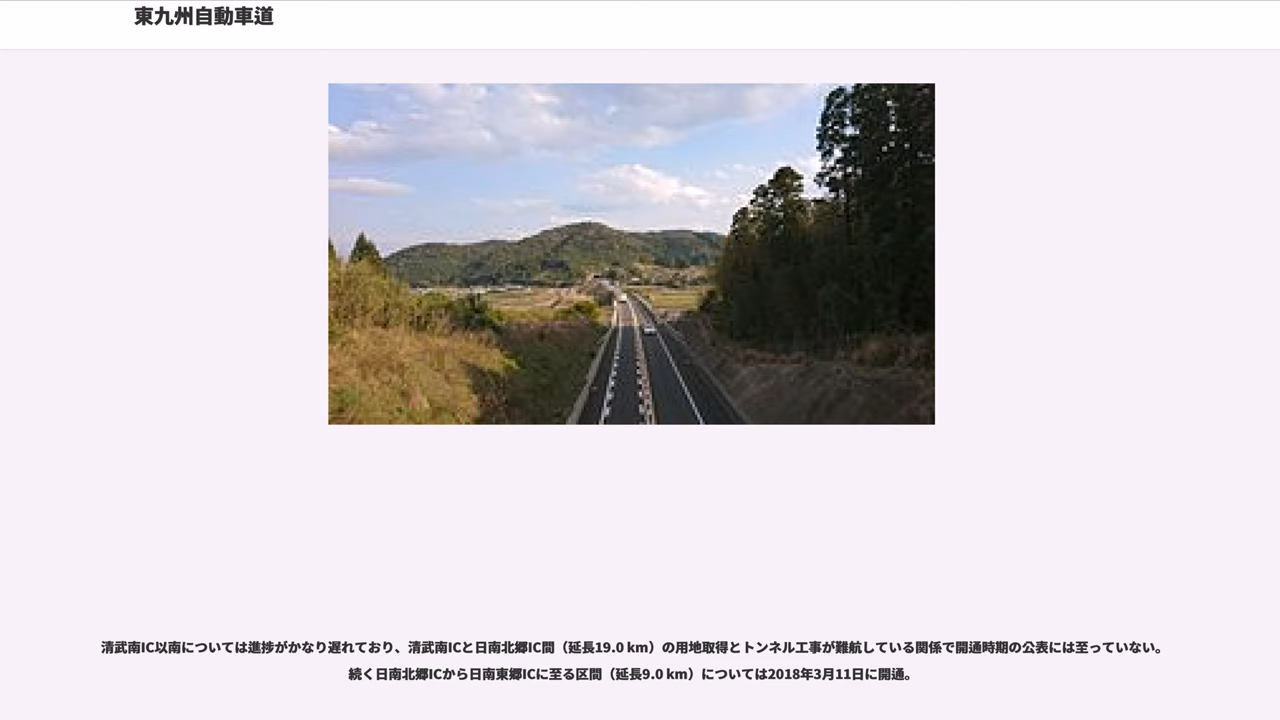 東九州自動車道
清武南IC以南については進捗がかなり遅れており、清武南ICと日南北郷IC間（延長19.0 km）の用地取得とトンネル工事が難航している関係で開通時期の公表には至っていない。
続く日南北郷ICから日南東郷ICに至る区間（延長9.0 km）については2018年3月11日に開通。